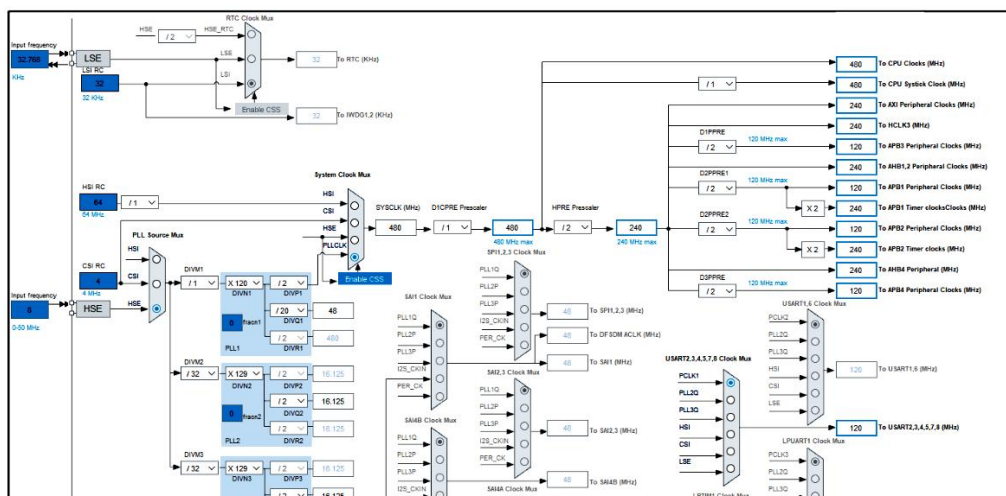 RTC Clock Mux
HSE
/ 2
HSE_RTC
Input frequency
32.768
KHz
LSE
LSE
LSI RC
32
32 KHz
LSI
32
To RTC (KHz)
Enable CSS
32
To IWDG1,2 (KHz)
480
To CPU Clocks (MHz)
/ 1
480
To CPU Systick Clock (MHz)
240
To AXI Peripheral Clocks (MHz)
240
To HCLK3 (MHz)
D1PPRE
/ 2
120 MHz max
120
To APB3 Peripheral Clocks (MHz)
240
To AHB1,2 Peripheral Clocks (MHz)
D2PPRE1
/ 2
120 MHz max
120
To APB1 Peripheral Clocks (MHz)
X 2
240
To APB1 Timer clocksClocks (MHz)
D2PPRE2
/ 2
120 MHz max
120
To APB2 Peripheral Clocks (MHz)
X 2
240
To APB2 Timer clocks (MHz)
240
To AHB4 Peripheral (MHz)
D3PPRE
/ 2
120 MHz max
120
To APB4 Peripheral Clocks (MHz)
System Clock Mux
HSI RC
64
64 MHz
/ 1
HSI
CSI
HSE
PLLCLK
Enable CSS
SYSCLK (MHz)
480
D1CPRE Prescaler
/ 1
480
480 MHz max
HPRE Prescaler
/ 2
240
240 MHz max
PLL Source Mux
HSI
CSI RC
4
4 MHz
CSI
Input frequency
8
0-50 MHz
HSE
HSE
DIVM1
/ 1
X 120
DIVN1
/ 2
DIVP1
0
fracn1
/ 20
DIVQ1
48
/ 2
DIVR1
480
PLL1
DIVM2
/ 32
X 129
DIVN2
/ 2
DIVP2
16.125
0
fracn2
/ 2
DIVQ2
16.125
/ 2
DIVR2
16.125
PLL2
DIVM3
/ 32
X 129
DIVN3
/ 2
DIVP3
16.125
/ 2
16.125
SPI1,2,3 Clock Mux
PLL1Q
PLL2P
PLL3P
I2S_CKIN
PER_CK
48
To SPI1,2,3 (MHz)
48
To DFSDM ACLK (MHz)
SAI1 Clock Mux
PLL1Q
PLL2P
PLL3P
I2S_CKIN
PER_CK
48
To SAI1 (MHz)
SAI2,3 Clock Mux
PLL1Q
PLL2P
PLL3P
I2S_CKIN
PER_CK
48
To SAI2,3 (MHz)
SAI4B Clock Mux
PLL1Q
PLL2P
PLL3P
I2S_CKIN
48
To SAI4B (MHz)
SAI4A Clock Mux
USART1,6 Clock Mux
PCLK2
PLL2Q
PLL3Q
HSI
CSI
LSE
120
To USART1,6 (MHz)
USART2,3,4,5,7,8 Clock Mux
PCLK1
PLL2Q
PLL3Q
HSI
CSI
LSE
120
To USART2,3,4,5,7,8 (MHz)
LPUART1 Clock Mux
PCLK3
PLL2Q
PLL3Q
LPTIM1 Clock Mux